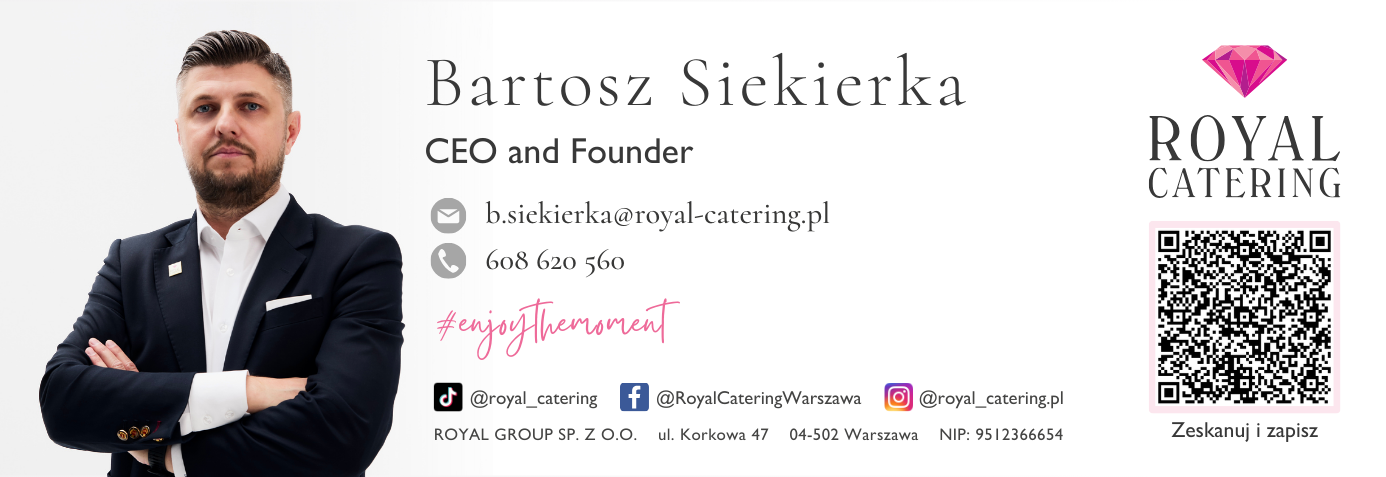 Bartosz Siekierka
CEO and Founder
b.siekierka@royal-catering.pl
608 620 560
#enjoythemoment
@royal_catering @RoyalCateringWarszawa @royal_catering.pl
ROYAL GROUP SP. Z O.O. ul. Korkowa 47 04-502 Warszawa NIP: 9512366654
ROYAL
CATERING
Zeskanuj i zapisz